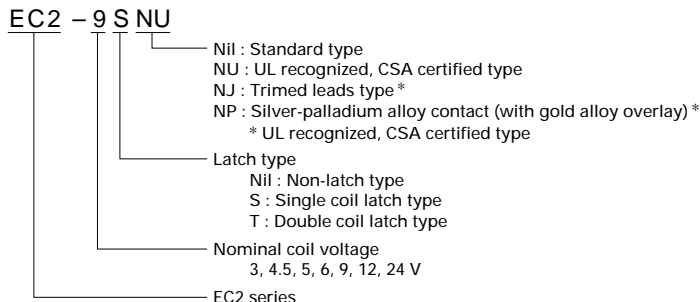 EC2 – 9 S NU
Nil : Standard type
NU : UL recognized, CSA certified type
NJ : Trimed leads type *
NP : Silver-palladium alloy contact (with gold alloy overlay) *
* UL recognized, CSA certified type
Latch type
Nil : Non-latch type
S : Single coil latch type
T : Double coil latch type
Nominal coil voltage
3, 4.5, 5, 6, 9, 12, 24 V
EC2 series